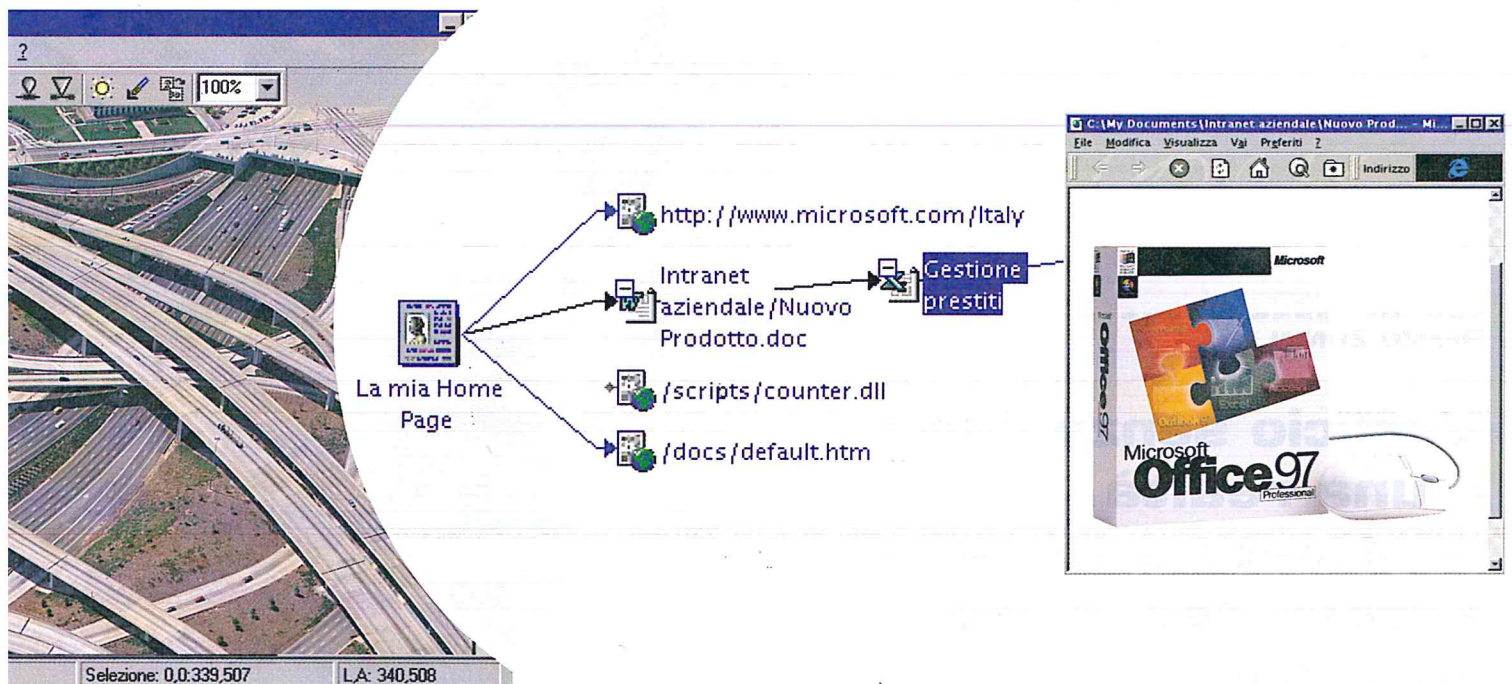 ?
100%
Selezione: 0,0:339,507
L,A: 340,508
La mia Home
Page
http://www.microsoft.com/Italy
Intranet
aziendale/Nuovo
Prodotto.doc
/scripts/counter.dll
/docs/default.htm
Gestione
prestiti
C:\My Documents\Intranet aziendale\Nuovo Prod... - Mi...
File Modifica Visualizza Vai Preferiti ?
Indirizzo
Microsoft
Office 97
Outlook
Excel
Microsoft
Office 97
Professional